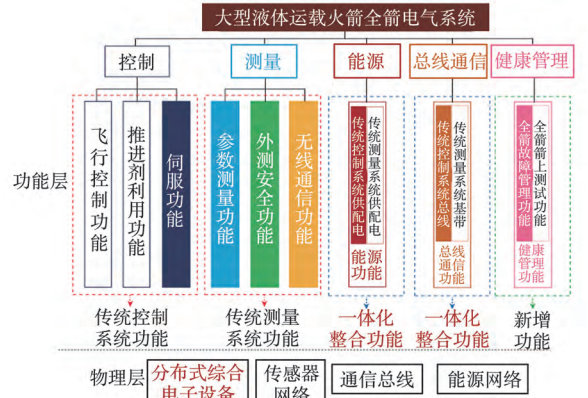 大型液体运载火箭全箭电气系统
控制
测量
能源
总线通信
健康管理
功能层
飞行控制功能
推进剂利用功能
伺服功能
参数测量功能
外测安全功能
无线通信功能
传统控制系统供配电
传统测量系统供配电
能源
功能
传统控制系统总线
传统测量系统基带
总线
通信
功能
全箭故障管理功能
全箭箭上测试功能
健康
管理
功能
传统控制
系统功能
传统测量
系统功能
一体化
整合功能
一体化
整合功能
新增
功能
物理层
分布式综合
电子设备
传感器
网络
通信总线
能源网络